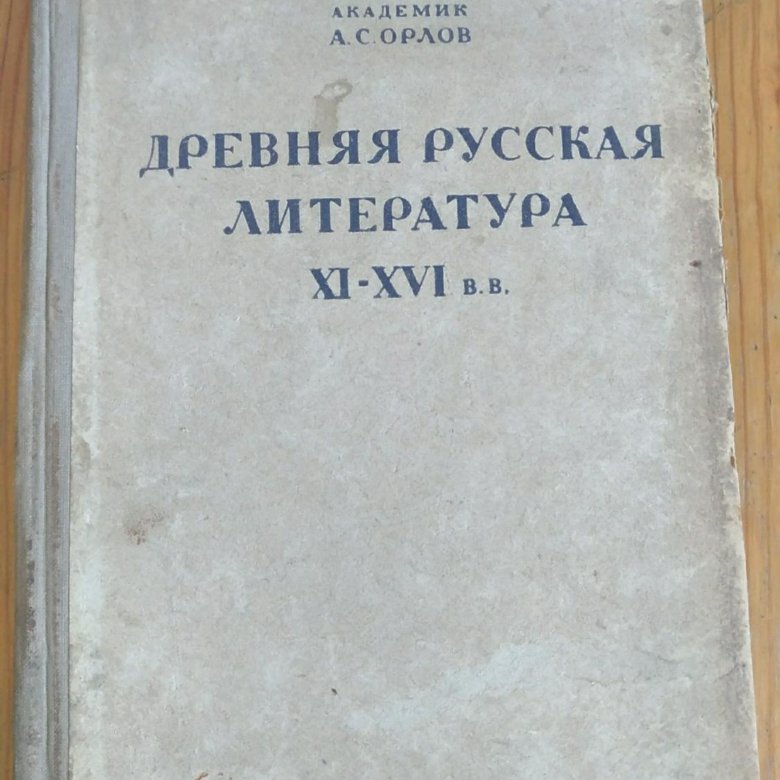 АКАДЕМИК
А.С.ОРЛОВ
ДРЕВНЯЯ РУССКАЯ
ЛИТЕРАТУРА
XI-XVI В.В.